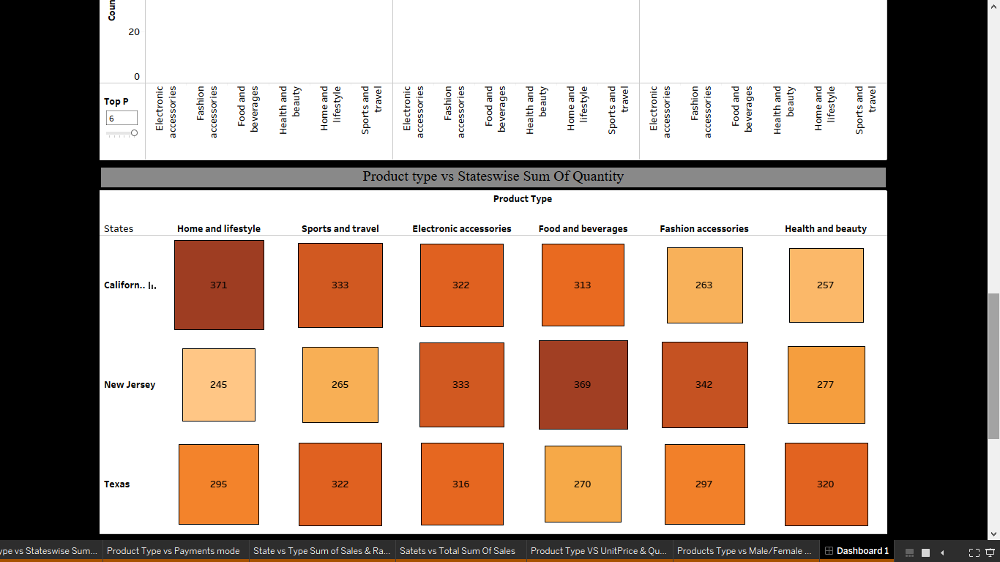 Coun
20
0
Top P
6
Electronic accessories
Fashion accessories
Food and beverages
Health and beauty
Home and lifestyle
Sports and travel
Electronic accessories
Fashion accessories
Food and beverages
Health and beauty
Home and lifestyle
Sports and travel
Electronic accessories
Fashion accessories
Food and beverages
Health and beauty
Home and lifestyle
Sports and travel
Product type vs Stateswise Sum Of Quantity
Product Type
States Home and lifestyle Sports and travel Electronic accessories Food and beverages Fashion accessories Health and beauty
Californ.. 371 333 322 313 263 257
New Jersey 245 265 333 369 342 277
Texas 295 322 316 270 297 320
ype vs Stateswise Sum... Product Type vs Payments mode State vs Type Sum of Sales & Ra... Satets vs Total Sum Of Sales Product Type VS UnitPrice & Qu... Products Type vs Male/Female ... Dashboard 1